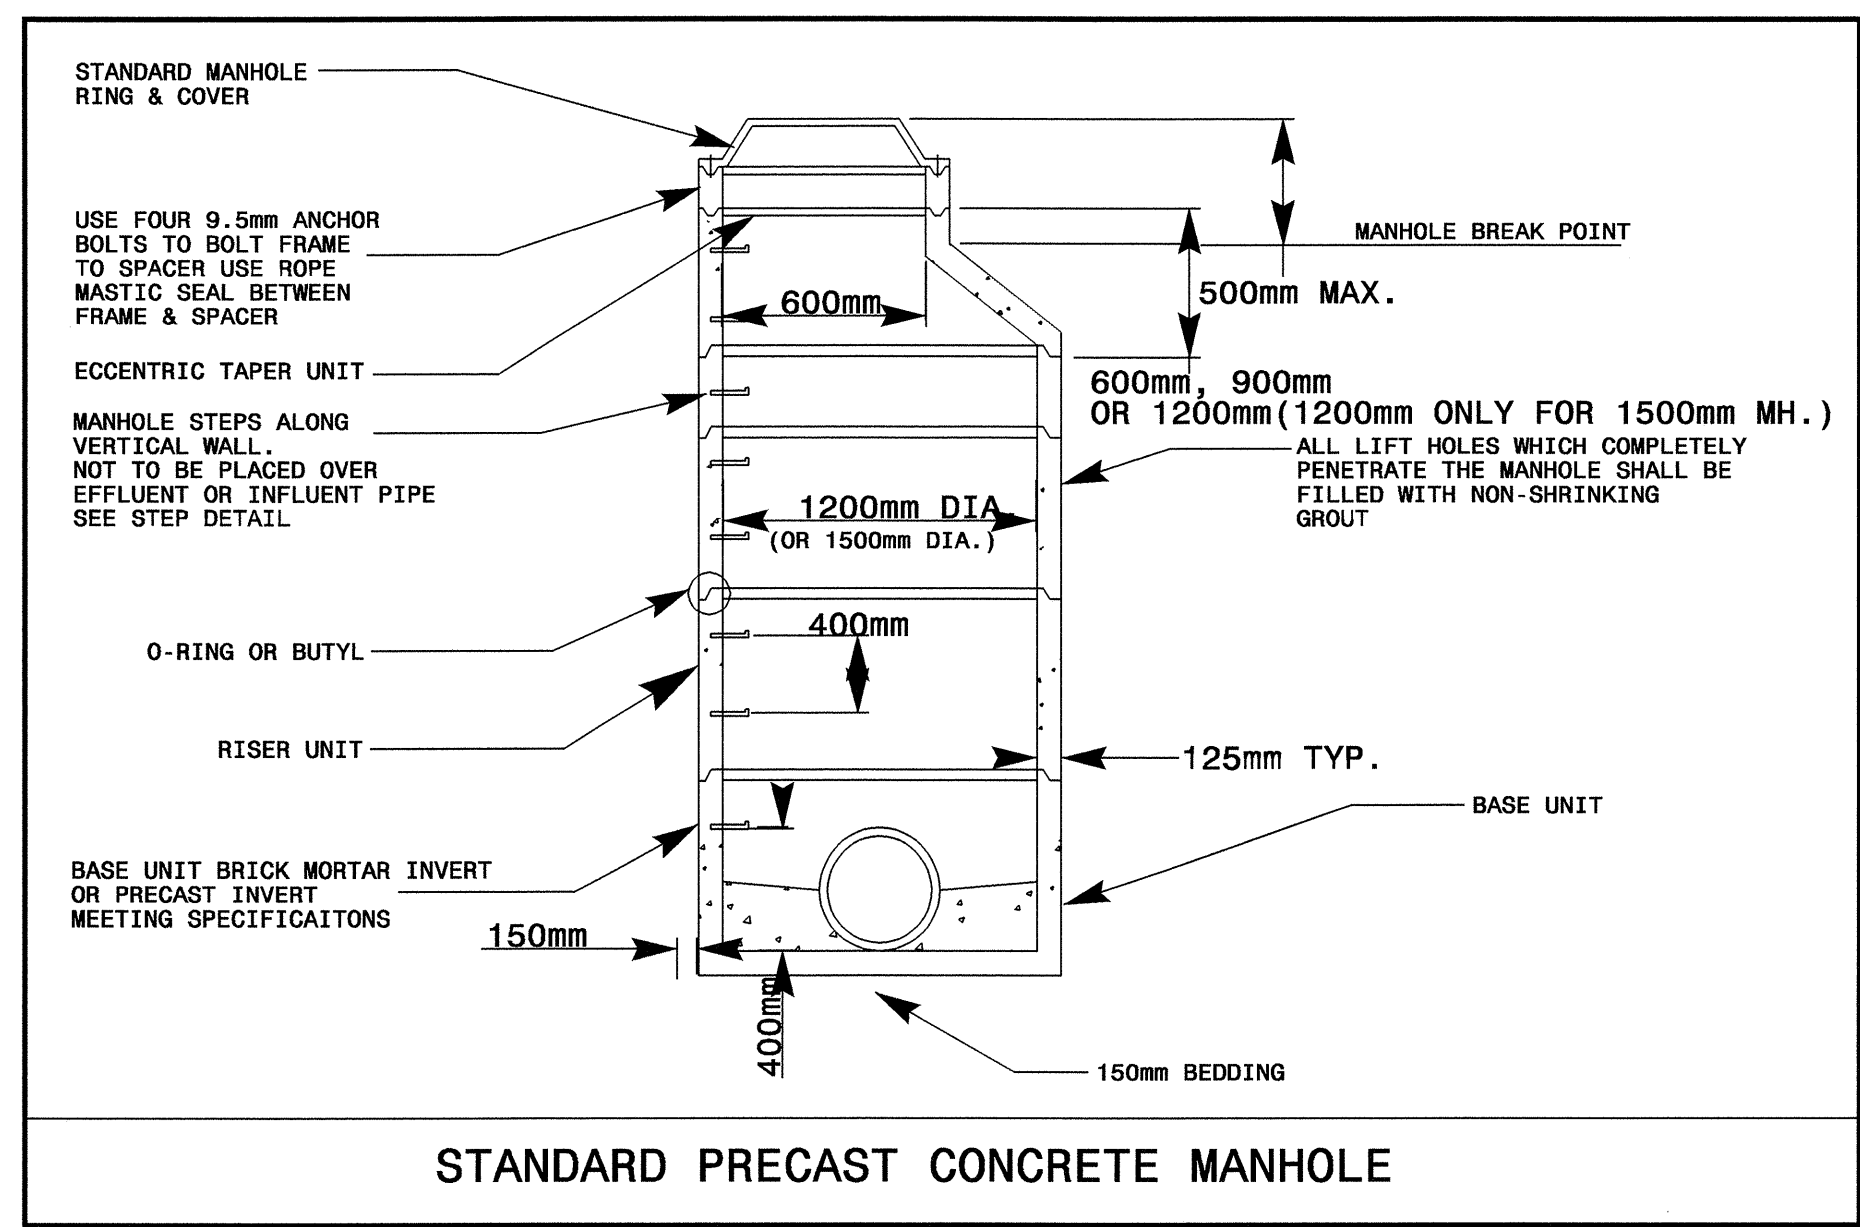 STANDARD MANHOLE
RING & COVER
USE FOUR 9.5mm ANCHOR
BOLTS TO BOLT FRAME
TO SPACER USE ROPE
MASTIC SEAL BETWEEN
FRAME & SPACER
ECCENTRIC TAPER UNIT
MANHOLE STEPS ALONG
VERTICAL WALL.
NOT TO BE PLACED OVER
EFFLUENT OR INFLUENT PIPE
SEE STEP DETAIL
O-RING OR BUTYL
RISER UNIT
BASE UNIT BRICK MORTAR INVERT
OR PRECAST INVERT
MEETING SPECIFICAITONS
150mm
400mm
600mm
1200mm DIA.
(OR 1500mm DIA.)
400mm
MANHOLE BREAK POINT
500mm MAX.
600mm, 900mm
OR 1200mm(1200mm ONLY FOR 1500mm MH.)
ALL LIFT HOLES WHICH COMPLETELY
PENETRATE THE MANHOLE SHALL BE
FILLED WITH NON-SHRINKING
GROUT
125mm TYP.
BASE UNIT
150mm BEDDING
STANDARD PRECAST CONCRETE MANHOLE